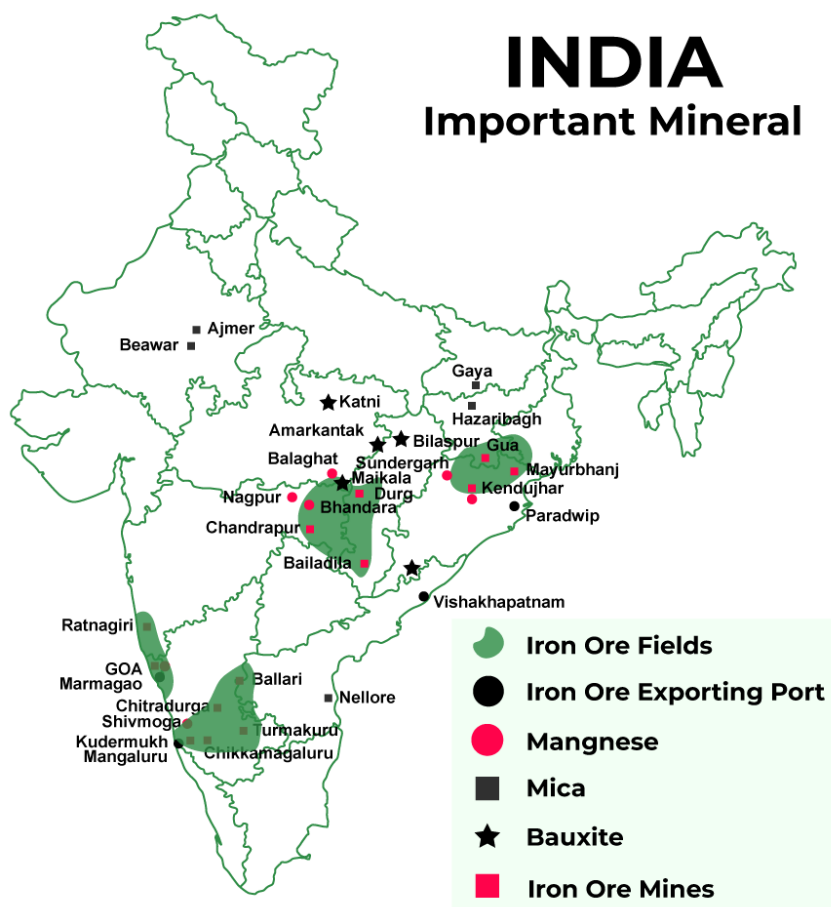 INDIA
Important Mineral
Ajmer
Beawar
Gaya
Katni
Hazaribagh
Amarkantak
Bilaspur
Gua
Balaghat
Sundergarh
Mayurbhanj
Maikala
Kendujhar
Nagpur
Durg
Bhandara
Paradwip
Chandrapur
Bailadila
Vishakhapatnam
Ratnagiri
GOA
Marmagao
Ballari
Nellore
Chitradurga
Shivmoga
Turmakuru
Kudermukh
Mangaluru
Chikkamagaluru
Iron Ore Fields
Iron Ore Exporting Port
Mangnese
Mica
Bauxite
Iron Ore Mines